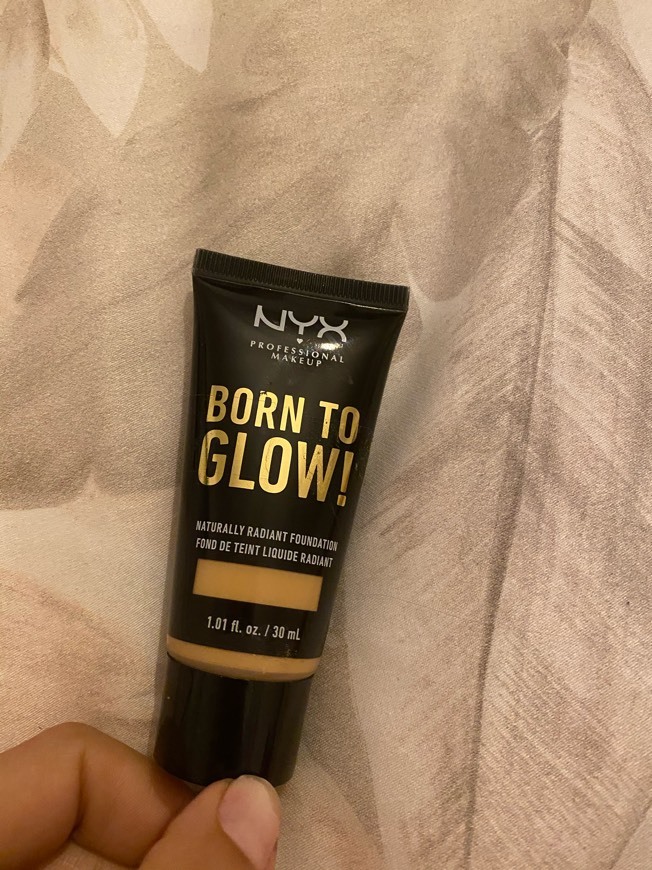 NYX
PROFESSIONAL
MAKEUP
BORN TO
GLOW!
NATURALLY RADIANT FOUNDATION
FOND DE TEINT LIQUIDE RADIANT
1.01 fl. oz. / 30 mL